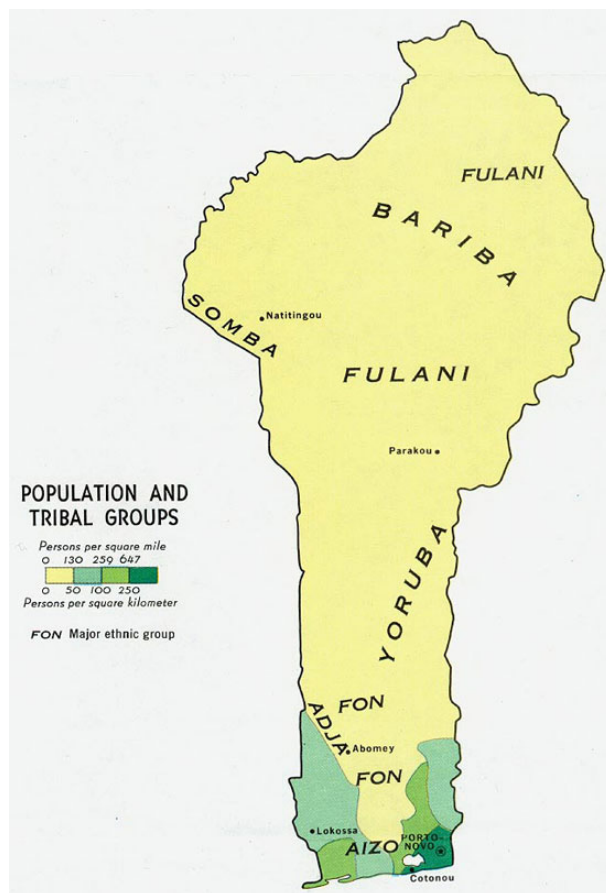 FULANI
BARIBA
SOMBA
Natitingou
FULANI
Parakou
POPULATION AND
TRIBAL GROUPS
Persons per square mile
0 130 259 647
0 50 100 250
Persons per square kilometer
FON Major ethnic group
YORUBA
FON
ADJA
Abomey
FON
Lokossa
AIZO
PORTO-
NOVO
Cotonou